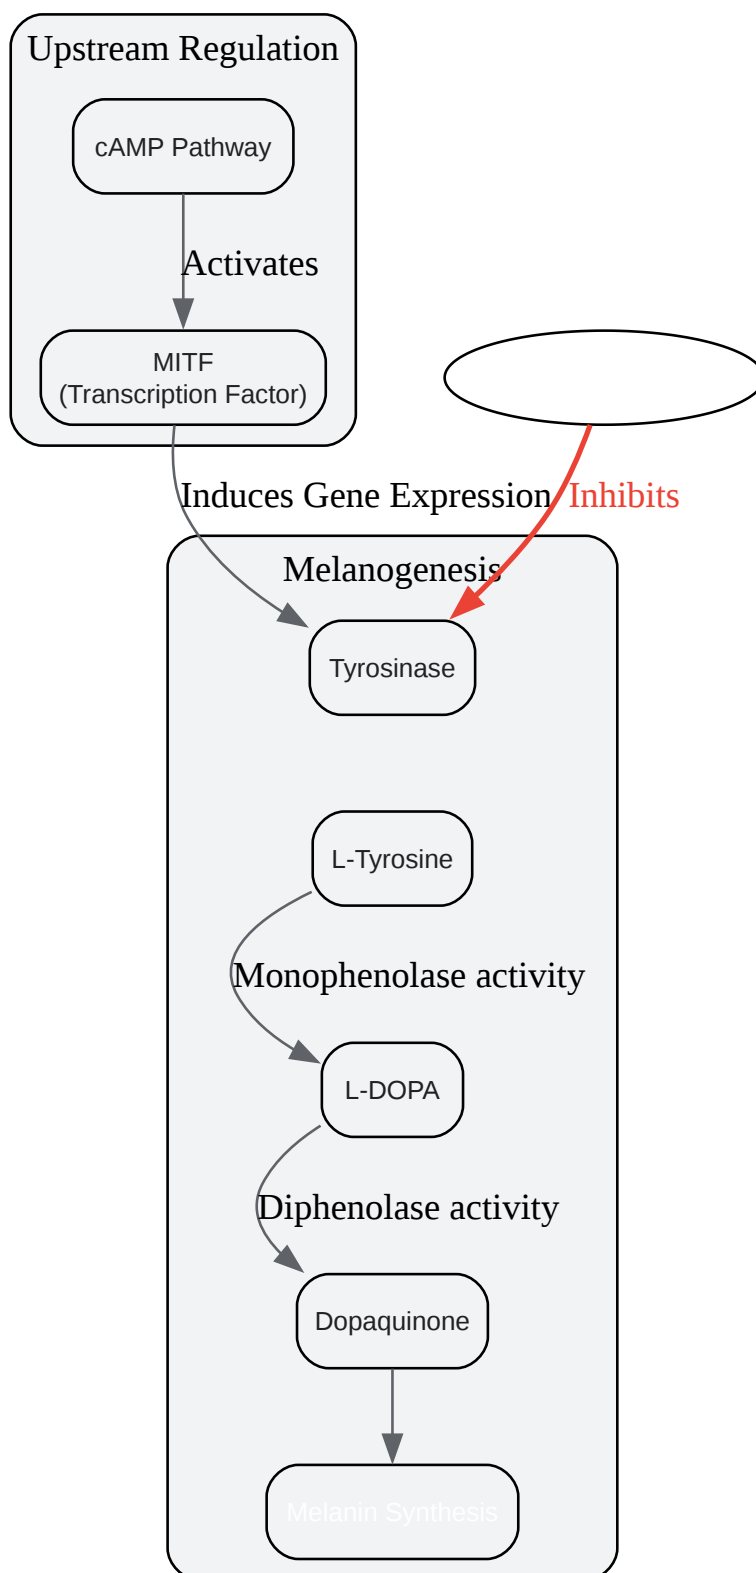 Upstream Regulation
cAMP Pathway
Activates
MITF
(Transcription Factor)
Induces Gene Expression
Inhibits
Melanogenesis
Tyrosinase
L-Tyrosine
Monophenolase activity
L-DOPA
Diphenolase activity
Dopaquinone
Melanin Synthesis